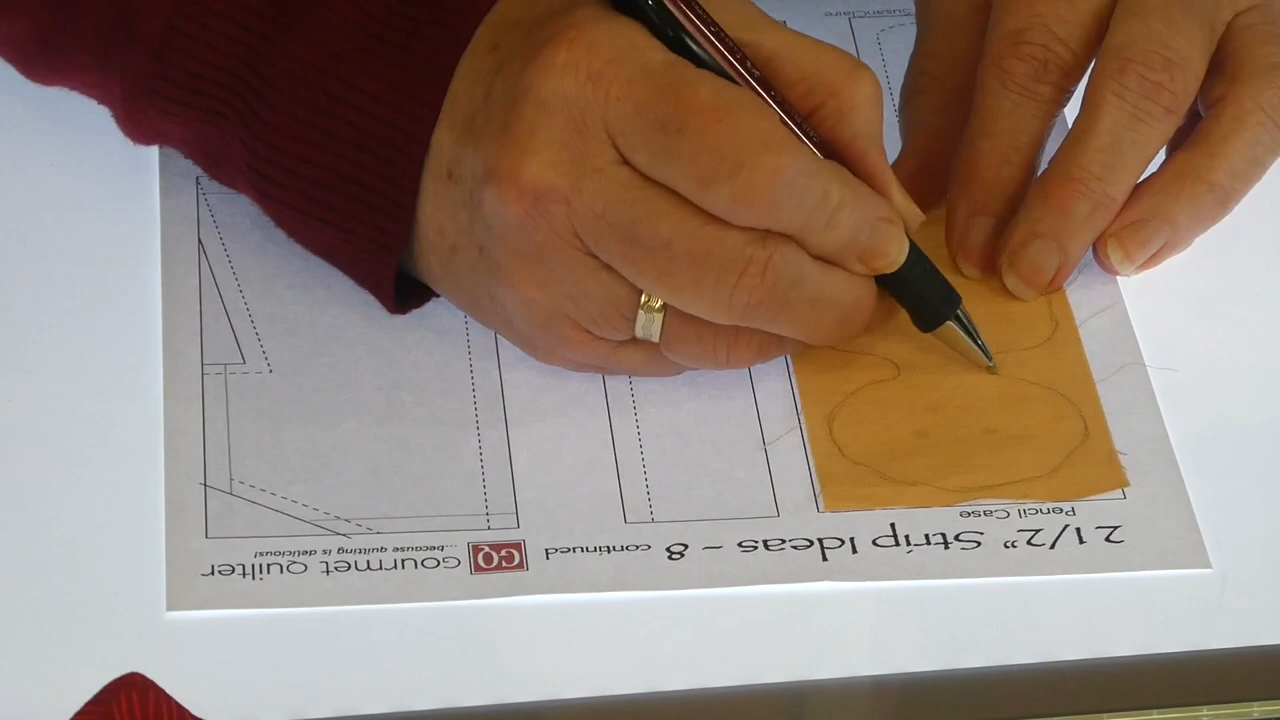 SusanClaire
Pencil Case
2 1/2" Strip Ideas ~ 8 continued
GQ
Gourmet Quilter
...because quilting is delicious!